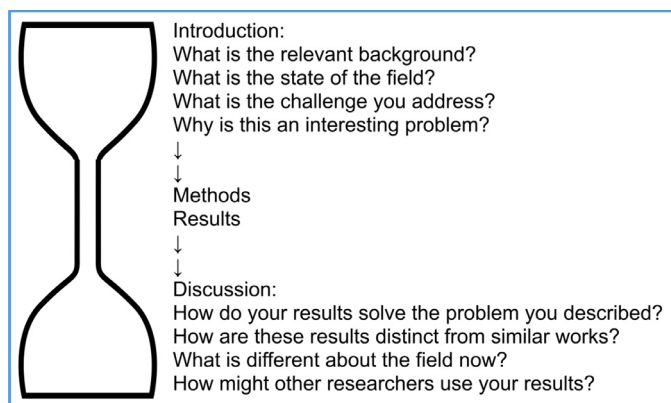 Introduction:
What is the relevant background?
What is the state of the field?
What is the challenge you address?
Why is this an interesting problem?
↓
↓
Methods
Results
↓
↓
Discussion:
How do your results solve the problem you described?
How are these results distinct from similar works?
What is different about the field now?
How might other researchers use your results?